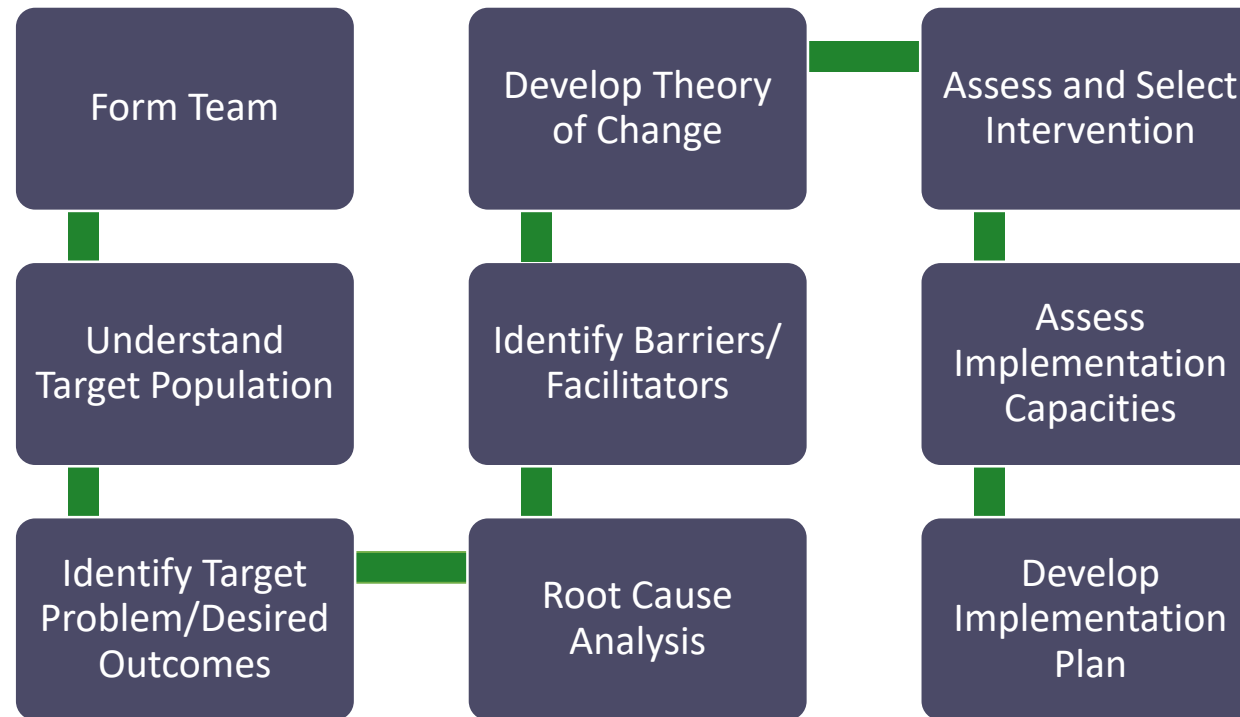 Form Team
Understand
Target Population
Identify Target
Problem/Desired
Outcomes
Root Cause
Analysis
Identify Barriers/
Facilitators
Develop Theory
of Change
Assess and Select
Intervention
Assess
Implementation
Capacities
Develop
Implementation
Plan